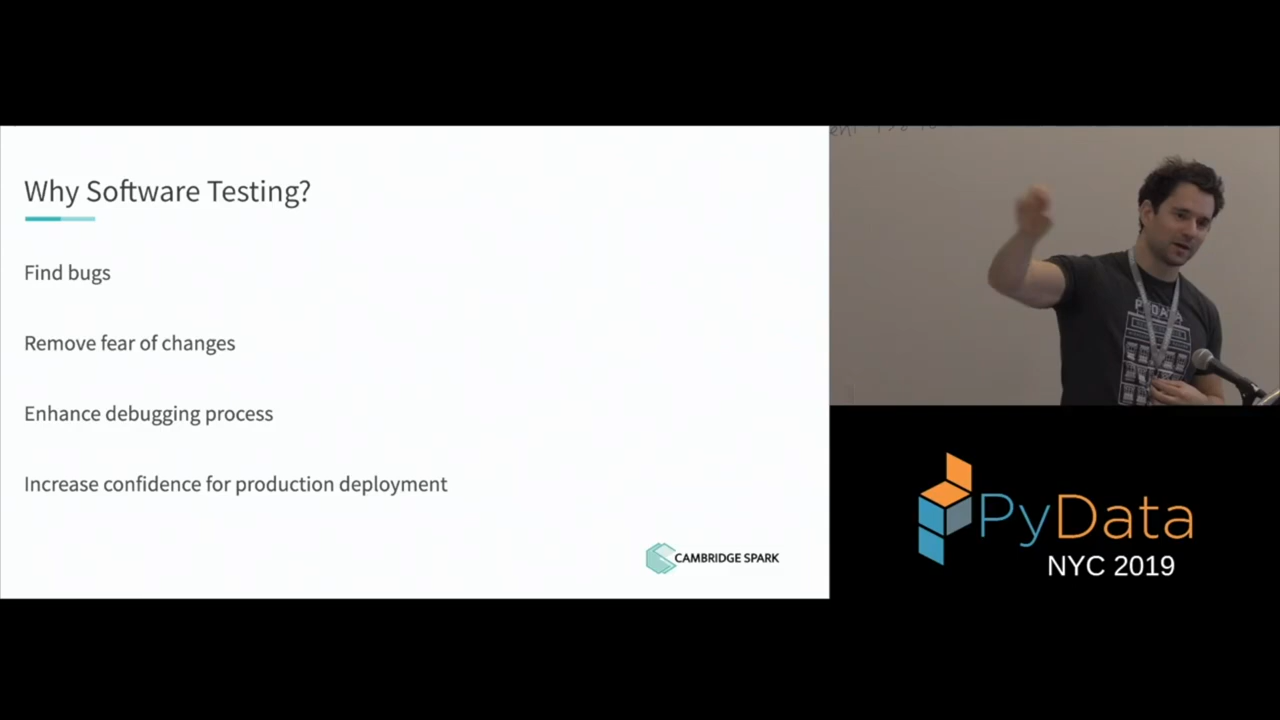 Why Software Testing?
Find bugs
Remove fear of changes
Enhance debugging process
Increase confidence for production deployment
CAMBRIDGE SPARK
PYDATA
PyData
NYC 2019